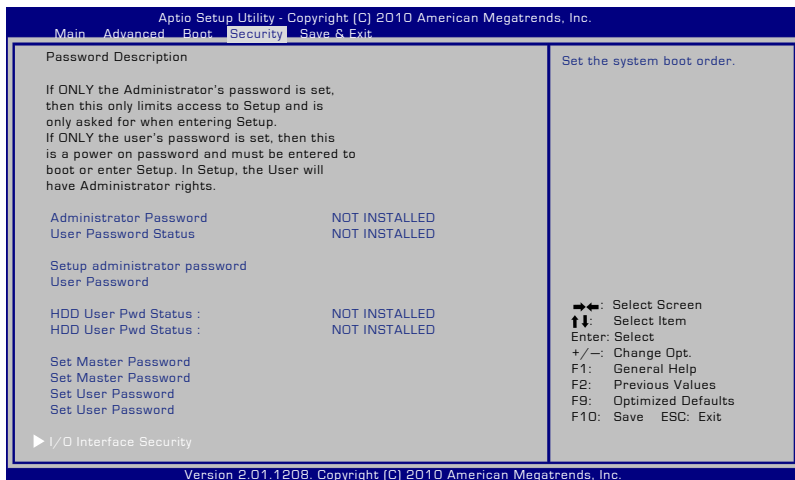 Aptio Setup Utility - Copyright (C) 2010 American Megatrends, Inc.
Main Advanced Boot Security Save & Exit
Password Description
If ONLY the Administrator's password is set,
then this only limits access to Setup and is
only asked for when entering Setup.
If ONLY the user's password is set, then this
is a power on password and must be entered to
boot or enter Setup. In Setup, the User will
have Administrator rights.
Administrator Password NOT INSTALLED
User Password Status NOT INSTALLED
Setup administrator password
User Password
HDD User Pwd Status : NOT INSTALLED
HDD User Pwd Status : NOT INSTALLED
Set Master Password
Set Master Password
Set User Password
Set User Password
I/O Interface Security
Set the system boot order.
→←: Select Screen
↑↓: Select Item
Enter: Select
+/—: Change Opt.
F1: General Help
F2: Previous Values
F9: Optimized Defaults
F10: Save ESC: Exit
Version 2.01.1208. Copyright (C) 2010 American Megatrends, Inc.